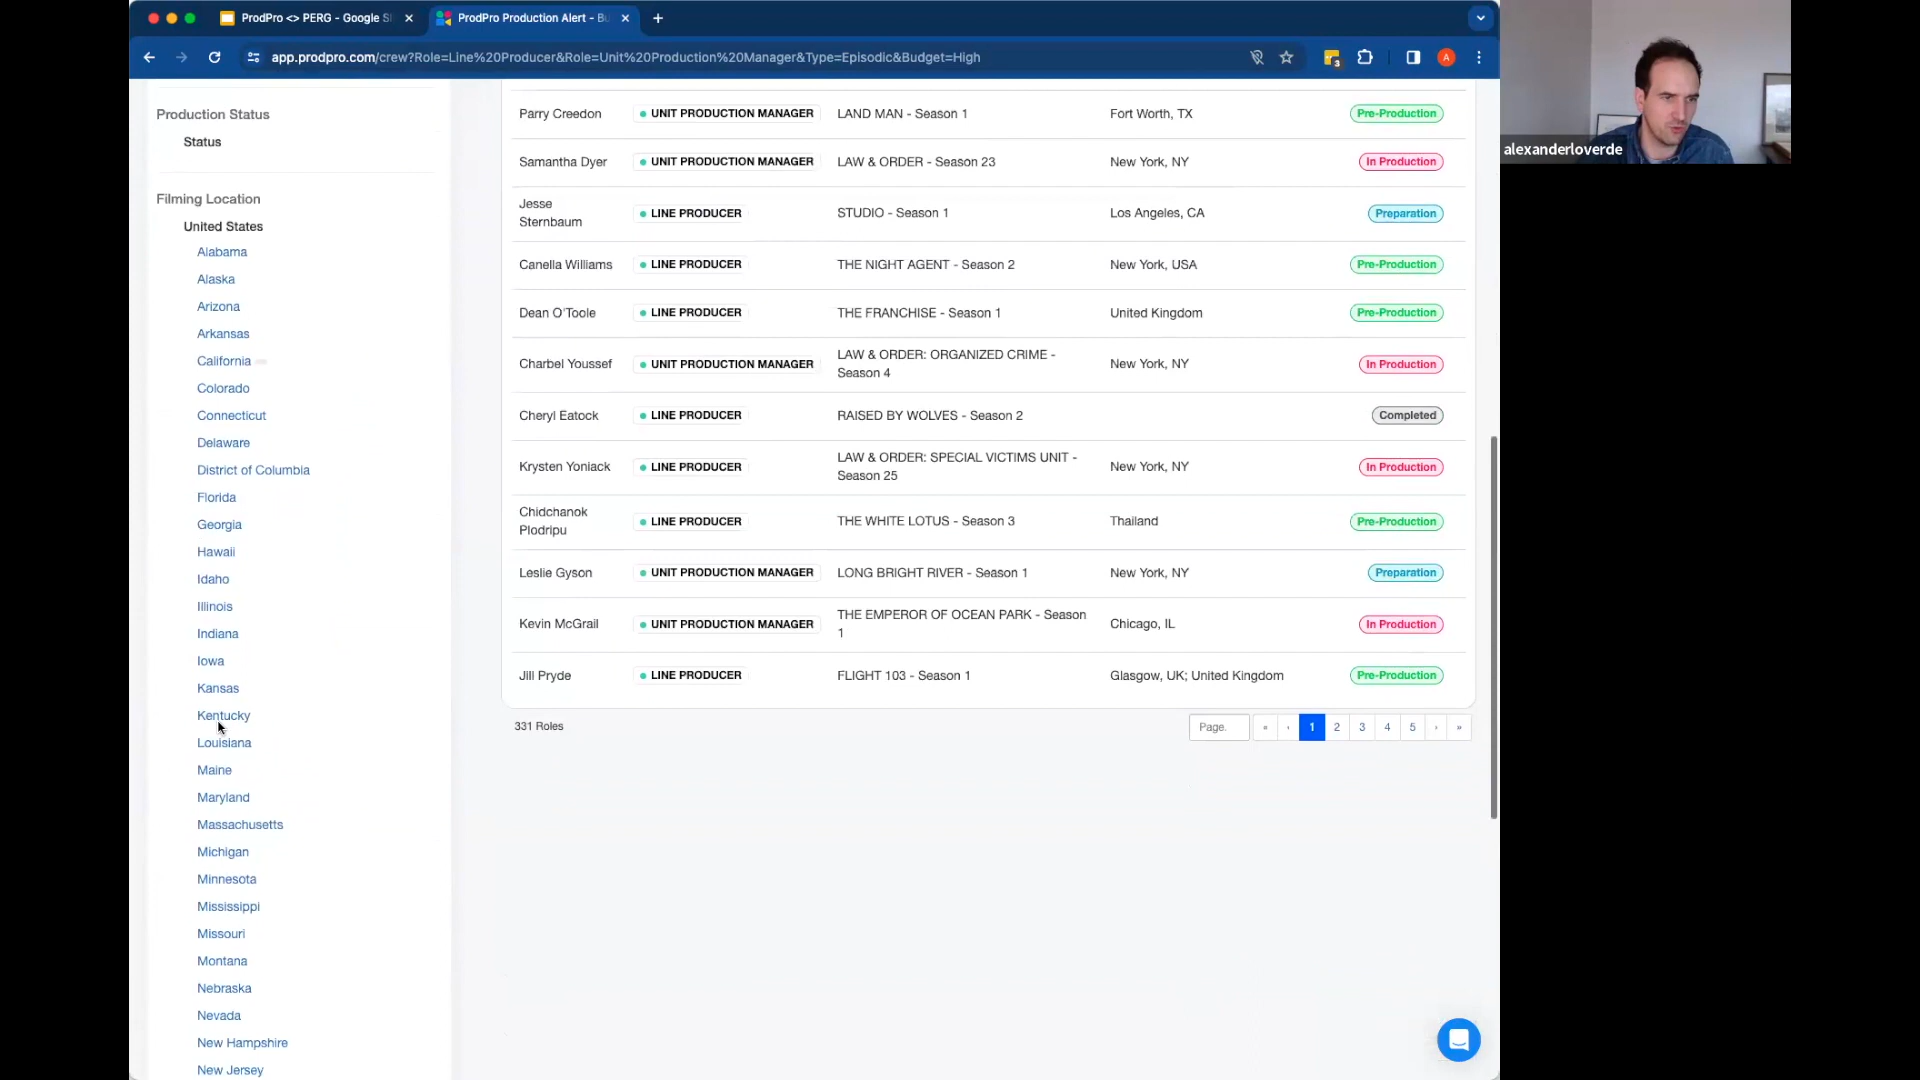 ProdPro <> PERG - Google Sl
ProdPro Production Alert - Bu
app.prodpro.com/crew?Role=Line%20Producer&Role=Unit%20Production%20Manager&Type=Episodic&Budget=High
3
A
alexanderloverde
Production Status
Status
Filming Location
United States
Alabama
Alaska
Arizona
Arkansas
California
Colorado
Connecticut
Delaware
District of Columbia
Florida
Georgia
Hawaii
Idaho
Illinois
Indiana
Iowa
Kansas
Kentucky
Louisiana
Maine
Maryland
Massachusetts
Michigan
Minnesota
Mississippi
Missouri
Montana
Nebraska
Nevada
New Hampshire
New Jersey
Parry Creedon UNIT PRODUCTION MANAGER LAND MAN - Season 1 Fort Worth, TX Pre-Production
Samantha Dyer UNIT PRODUCTION MANAGER LAW & ORDER - Season 23 New York, NY In Production
Jesse
Sternbaum LINE PRODUCER STUDIO - Season 1 Los Angeles, CA Preparation
Canella Williams LINE PRODUCER THE NIGHT AGENT - Season 2 New York, USA Pre-Production
Dean O'Toole LINE PRODUCER THE FRANCHISE - Season 1 United Kingdom Pre-Production
Charbel Youssef UNIT PRODUCTION MANAGER LAW & ORDER: ORGANIZED CRIME -
Season 4 New York, NY In Production
Cheryl Eatock LINE PRODUCER RAISED BY WOLVES - Season 2 Completed
Krysten Yoniack LINE PRODUCER LAW & ORDER: SPECIAL VICTIMS UNIT -
Season 25 New York, NY In Production
Chidchanok
Plodripu LINE PRODUCER THE WHITE LOTUS - Season 3 Thailand Pre-Production
Leslie Gyson UNIT PRODUCTION MANAGER LONG BRIGHT RIVER - Season 1 New York, NY Preparation
Kevin McGrail UNIT PRODUCTION MANAGER THE EMPEROR OF OCEAN PARK - Season
1 Chicago, IL In Production
Jill Pryde LINE PRODUCER FLIGHT 103 - Season 1 Glasgow, UK; United Kingdom Pre-Production
331 Roles Page. « ‹ 1 2 3 4 5 › »